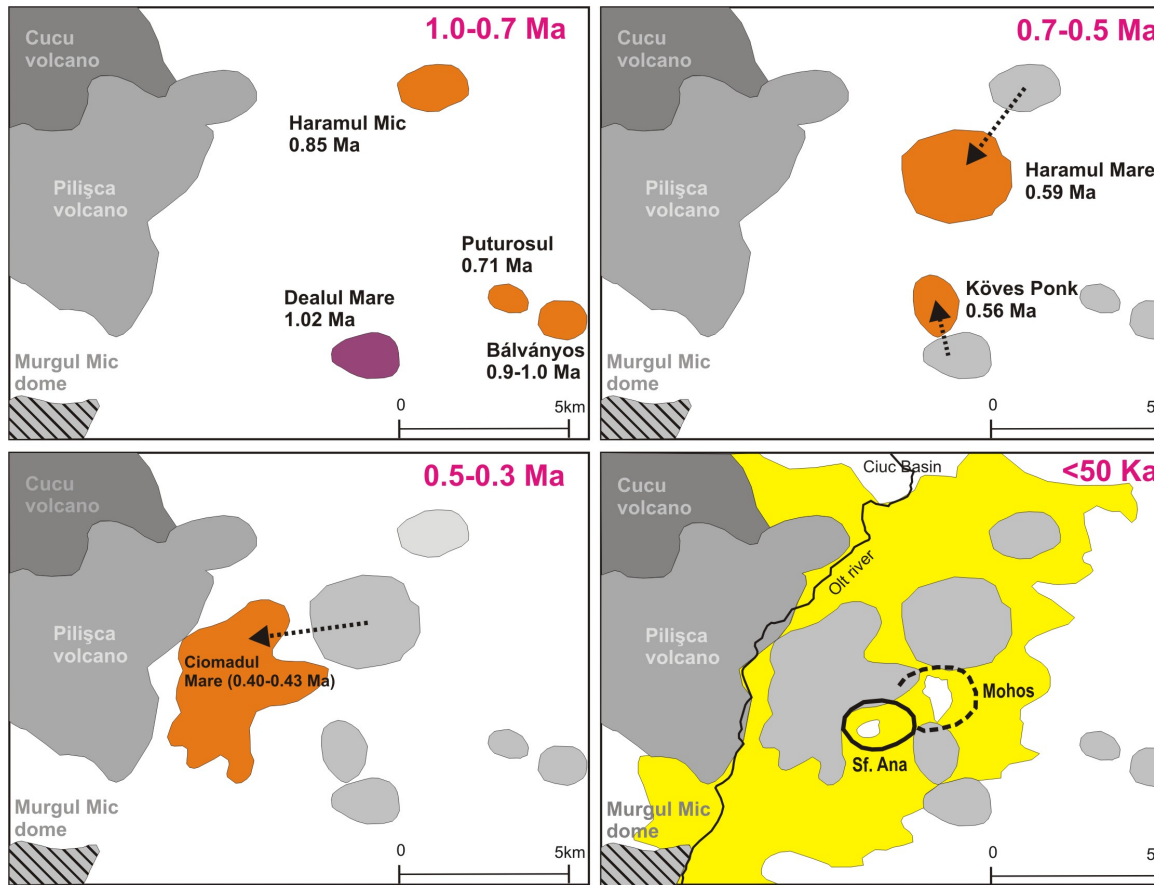 1.0-0.7 Ma
Cucu
volcano
Haramul Mic
0.85 Ma
Pilişca
volcano
Puturosul
0.71 Ma
Dealul Mare
1.02 Ma
Bálványos
0.9-1.0 Ma
Murgul Mic
dome
0
5km
0.7-0.5 Ma
Cucu
volcano
Haramul Mare
0.59 Ma
Pilişca
volcano
Köves Ponk
0.56 Ma
Murgul Mic
dome
0
5
0.5-0.3 Ma
Cucu
volcano
Pilişca
volcano
Ciomadul
Mare (0.40-0.43 Ma)
Murgul Mic
dome
0
5km
<50 Ka
Ciuc Basin
Cucu
volcano
Olt river
Pilişca
volcano
Mohos
Sf. Ana
Murgul Mic
dome
0
5